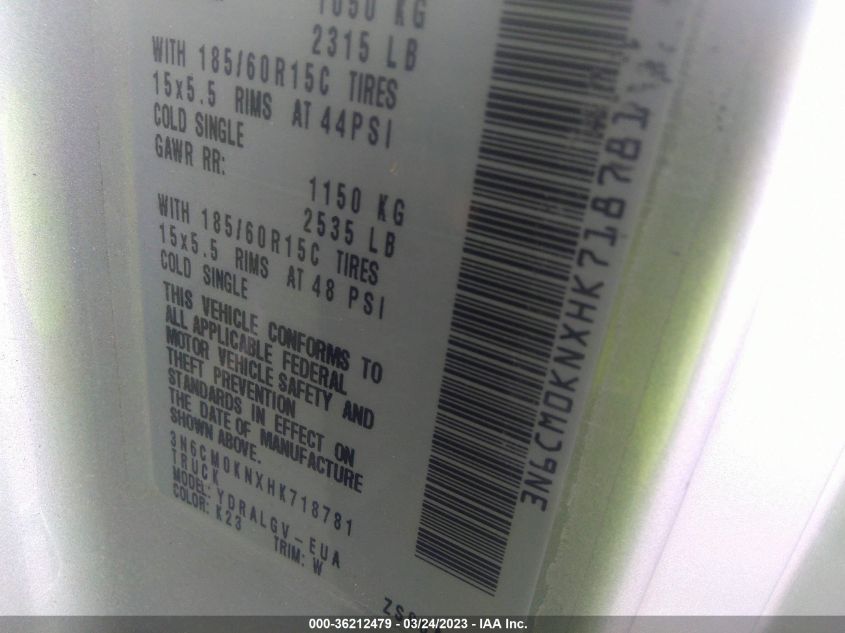 1050 KG
2315 LB
WITH 185/60R15C TIRES
15x5.5 RIMS AT 44PSI
COLD SINGLE
GAWR RR:
1150 KG
2535 LB
WITH 185/60R15C TIRES
15x5.5 RIMS AT 48 PSI
COLD SINGLE
THIS VEHICLE CONFORMS TO
ALL APPLICABLE FEDERAL
MOTOR VEHICLE SAFETY AND
THEFT PREVENTION
STANDARDS IN EFFECT ON
THE DATE OF MANUFACTURE
SHOWN ABOVE.
3N6CM0KNXHK718781
TRUCK
MODEL: YDRALGV-EUA
COLOR: K23 TRIM: W
3N6CM0KNXHK718781
000-36212479 - 03/24/2023 - IAA Inc.